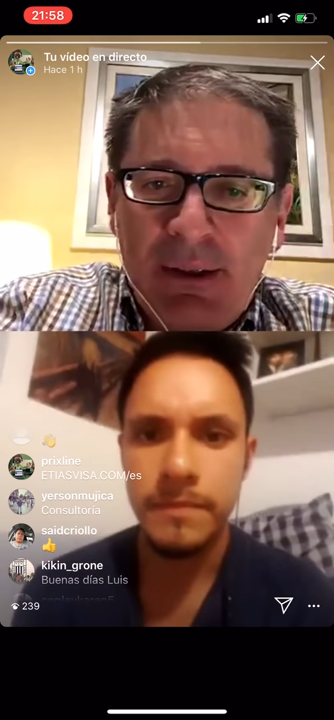 21:58
Tu vídeo en directo
Hace 1 h
prixline
ETIASVISA.COM/es
yersonmujica
Consultoría
saidcriollo
👍
kikin_grone
Buenas días Luis
239